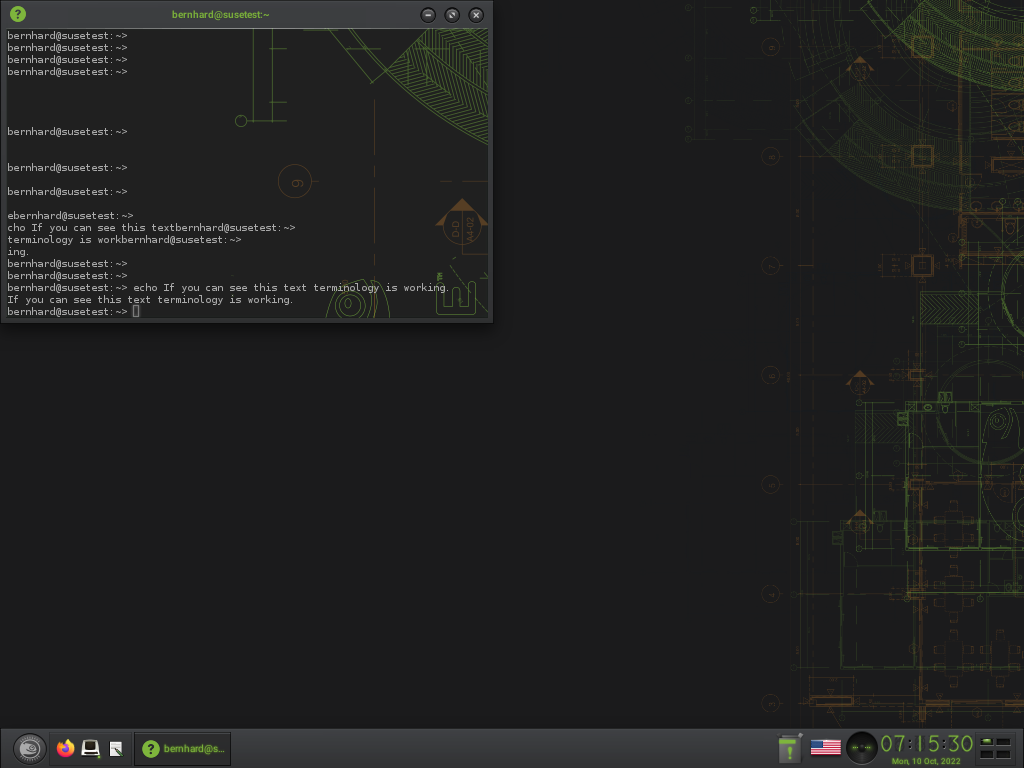 bernhard@susetest:~
bernhard@susetest:~>
bernhard@susetest:~>
bernhard@susetest:~>
bernhard@susetest:~>
bernhard@susetest:~>
bernhard@susetest:~>
bernhard@susetest:~>
ebernhard@susetest:~>
cho If you can see this textbernhard@susetest:~>
terminology is workbernhard@susetest:~>
ing.
bernhard@susetest:~>
bernhard@susetest:~>
bernhard@susetest:~> echo If you can see this text terminology is working.
If you can see this text terminology is working.
bernhard@susetest:~>
D-D
A4-02
bernhard@s...
07:15:30
Mon, 10 Oct, 2022